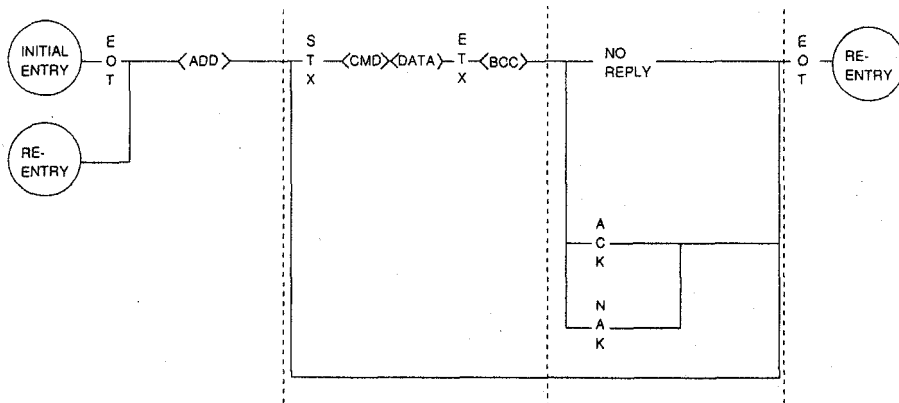 INITIAL
ENTRY
E
O
T
<ADD>
S
T
X
<CMD><DATA>
E
T
X
<BCC>
NO
REPLY
E
O
T
RE-
ENTRY
RE-
ENTRY
A
C
K
N
A
K